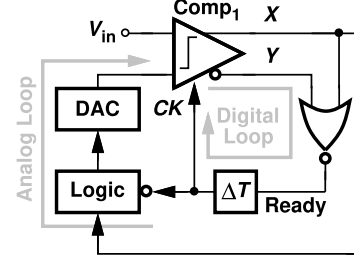 Comp1
X
Vin
Y
DAC
CK
Digital
Loop
Analog Loop
Logic
ΔT
Ready